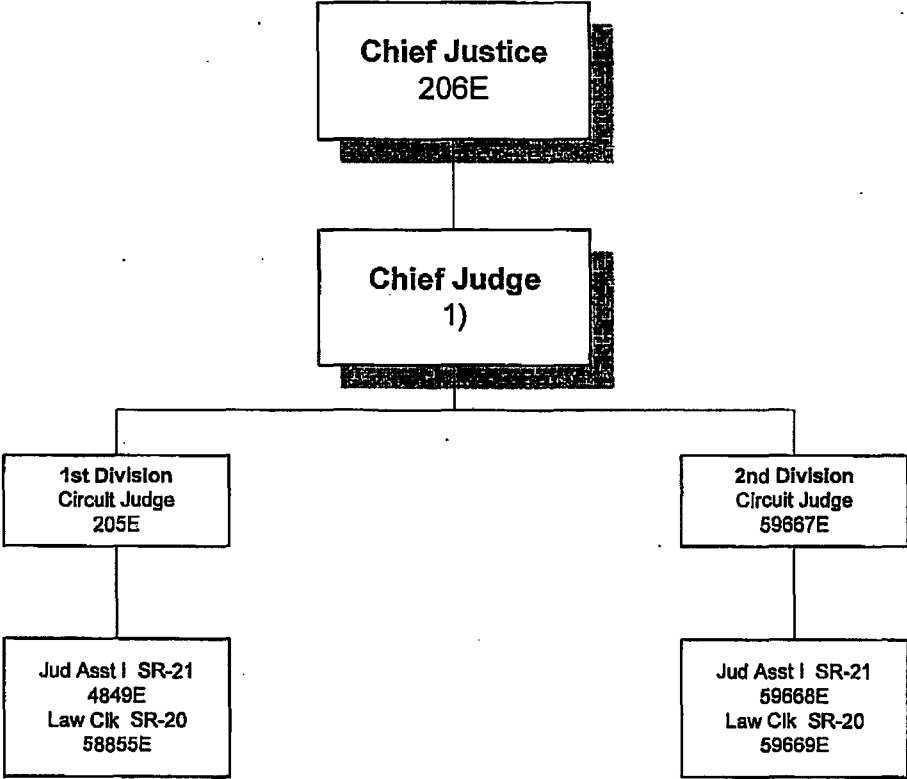 Chief Justice
206E
Chief Judge
1)
1st Division
Circuit Judge
205E
2nd Division
Circuit Judge
59667E
Jud Asst I SR-21
4849E
Law Clk SR-20
58855E
Jud Asst I SR-21
59668E
Law Clk SR-20
59669E